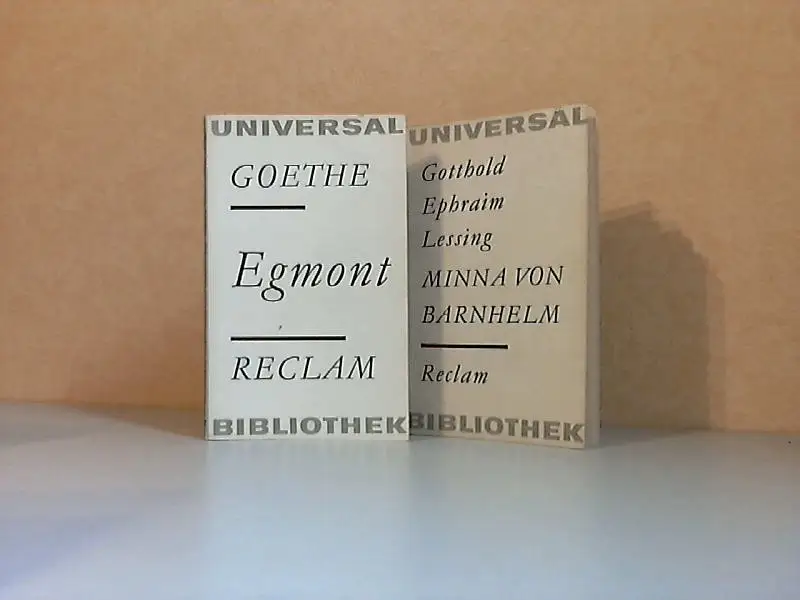 UNIVERSAL
GOETHE
Egmont
RECLAM
BIBLIOTHEK
UNIVERSAL
Gotthold
Ephraim
Lessing
MINNA VON
BARNHELM
Reclam
BIBLIOTHEK